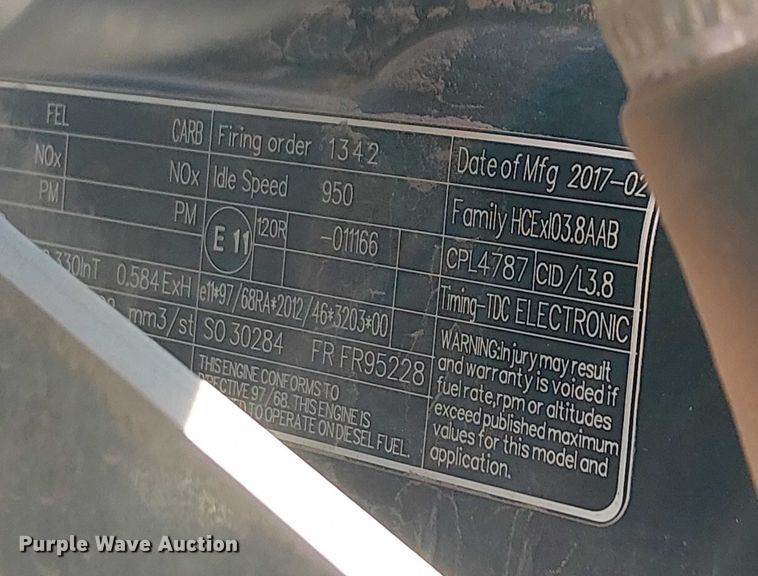 FEL CARB Firing order 1342 Date of Mfg 2017-02
NOx NOx Idle Speed 950 Family HCExl03.8AAB
PM PM E 11 120R -011166 CPL4787 CID/L3.8
0.584ExH e11*97/68RA*2012/46*3203*00 Timing-TDC ELECTRONIC
mm3/st SO 30284 FR FR95228
THIS ENGINE CONFORMS TO
97/68. THIS ENGINE IS
TO OPERATE ON DIESEL FUEL.
WARNING:Injury may result
and warranty is voided if
fuel rate,rpm or altitudes
exceed published maximum
values for this model and
application.
Purple Wave Auction